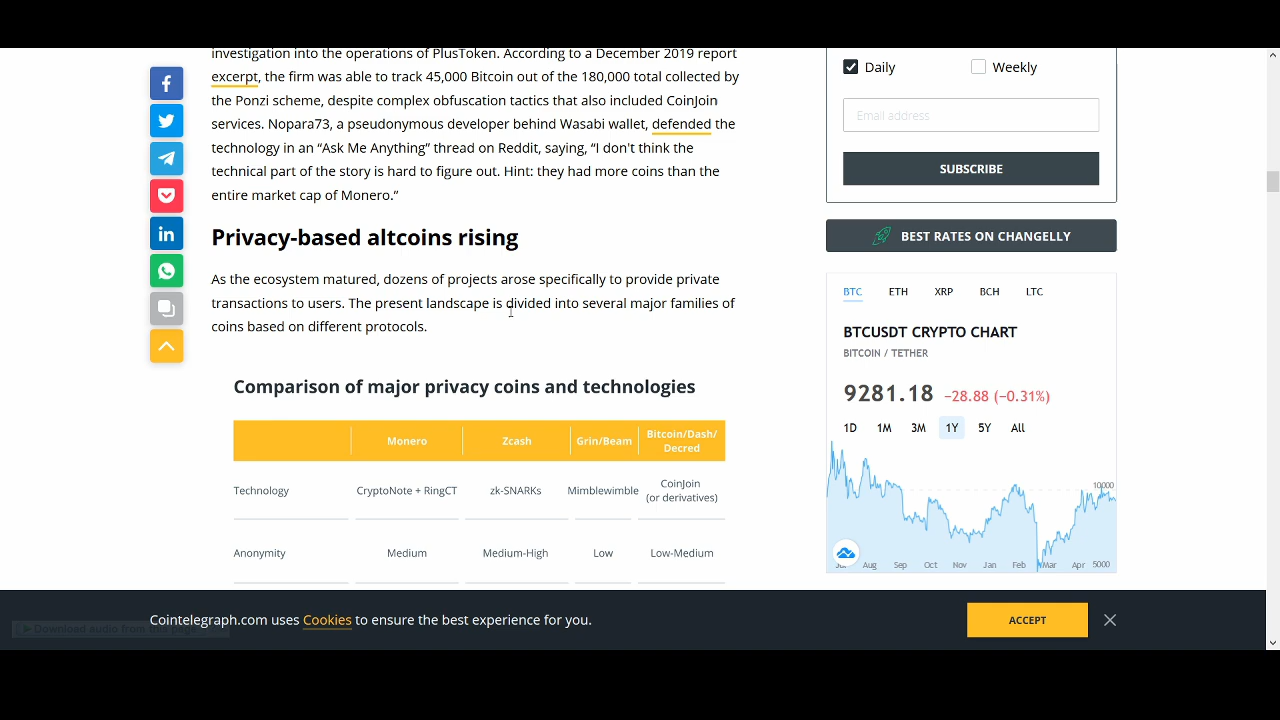 investigation into the operations of PlusToken. According to a December 2019 report
excerpt, the firm was able to track 45,000 Bitcoin out of the 180,000 total collected by
the Ponzi scheme, despite complex obfuscation tactics that also included CoinJoin
services. Nopara73, a pseudonymous developer behind Wasabi wallet, defended the
technology in an “Ask Me Anything” thread on Reddit, saying, “I don't think the
technical part of the story is hard to figure out. Hint: they had more coins than the
entire market cap of Monero.”
Privacy-based altcoins rising
As the ecosystem matured, dozens of projects arose specifically to provide private
transactions to users. The present landscape is divided into several major families of
coins based on different protocols.
Comparison of major privacy coins and technologies
Monero Zcash Grin/Beam Bitcoin/Dash/
Decred
Technology CryptoNote + RingCT zk-SNARKs Mimblewimble CoinJoin
(or derivatives)
Anonymity Medium Medium-High Low Low-Medium
Daily Weekly
Email address
SUBSCRIBE
BEST RATES ON CHANGELLY
BTC ETH XRP BCH LTC
BTCUSDT CRYPTO CHART
BITCOIN / TETHER
9281.18 −28.88 (−0.31%)
1D 1M 3M 1Y 5Y All
10000
Aug Sep Oct Nov Jan Feb Mar Apr 5000
Cointelegraph.com uses Cookies to ensure the best experience for you.
ACCEPT
Download audio from this page